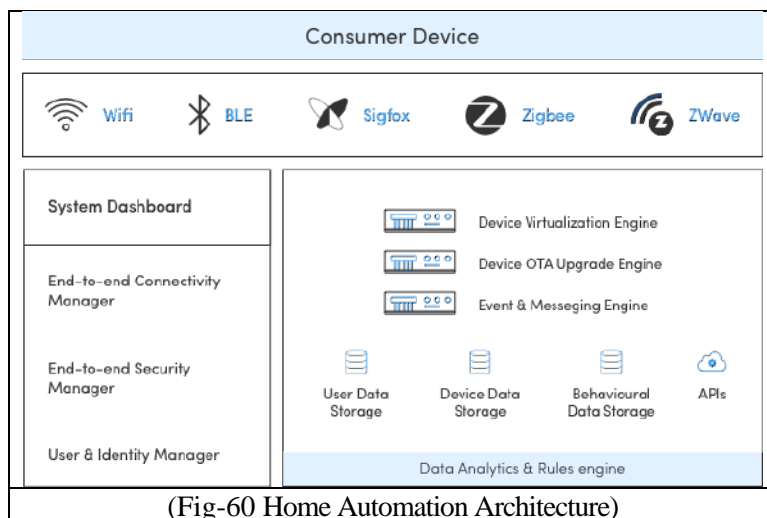 Consumer Device
Wifi
BLE
Sigfox
Zigbee
ZWave
System Dashboard
End-to-end Connectivity
Manager
End-to-end Security
Manager
User & Identity Manager
Device Virtualization Engine
Device OTA Upgrade Engine
Event & Messeging Engine
User Data
Storage
Device Data
Storage
Behavioural
Data Storage
APIs
Data Analytics & Rules engine
(Fig-60 Home Automation Architecture)